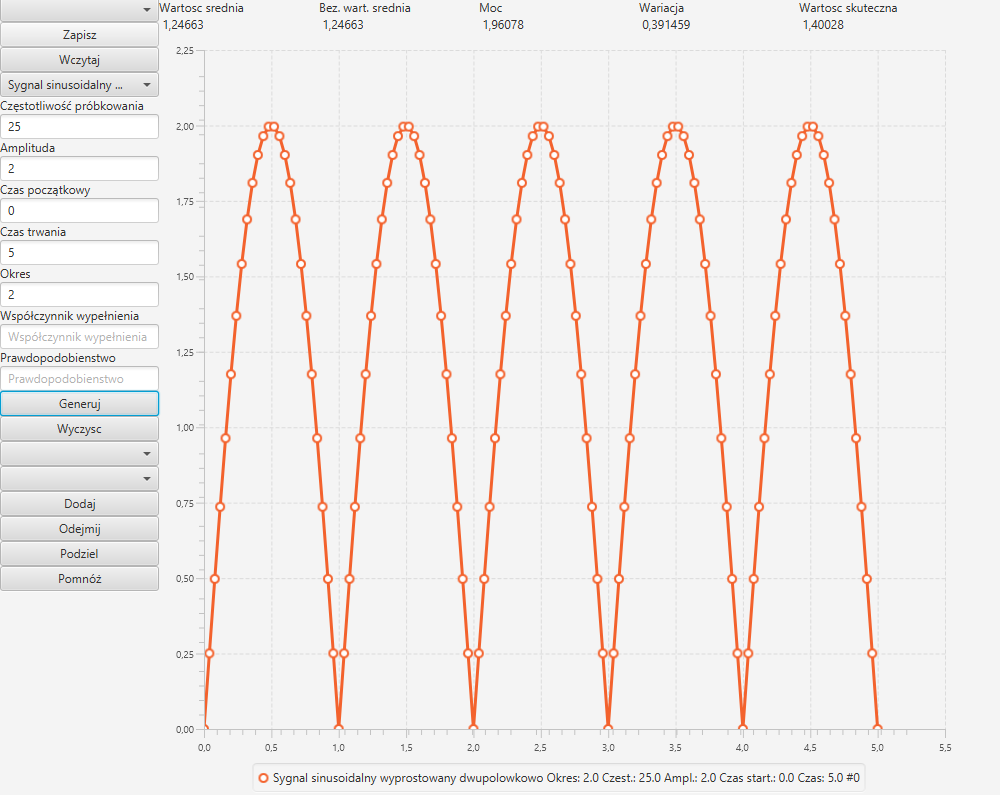 Wartosc srednia
1,24663
Bez. wart. srednia
1,24663
Moc
1,96078
Wariacja
0,391459
Wartosc skuteczna
1,40028
Zapisz
Wczytaj
Sygnal sinusoidalny ...
Częstotliwość próbkowania
25
Amplituda
2
Czas początkowy
0
Czas trwania
5
Okres
2
Współczynnik wypełnienia
Współczynnik wypełnienia
Prawdopodobienstwo
Prawdopodobienstwo
Generuj
Wyczysc
Dodaj
Odejmij
Podziel
Pomnóż
2,25
2,00
1,75
1,50
1,25
1,00
0,75
0,50
0,25
0,00
0,0 0,5 1,0 1,5 2,0 2,5 3,0 3,5 4,0 4,5 5,0 5,5
Sygnal sinusoidalny wyprostowany dwupolowkowo Okres: 2.0 Czest.: 25.0 Ampl.: 2.0 Czas start.: 0.0 Czas: 5.0 #0